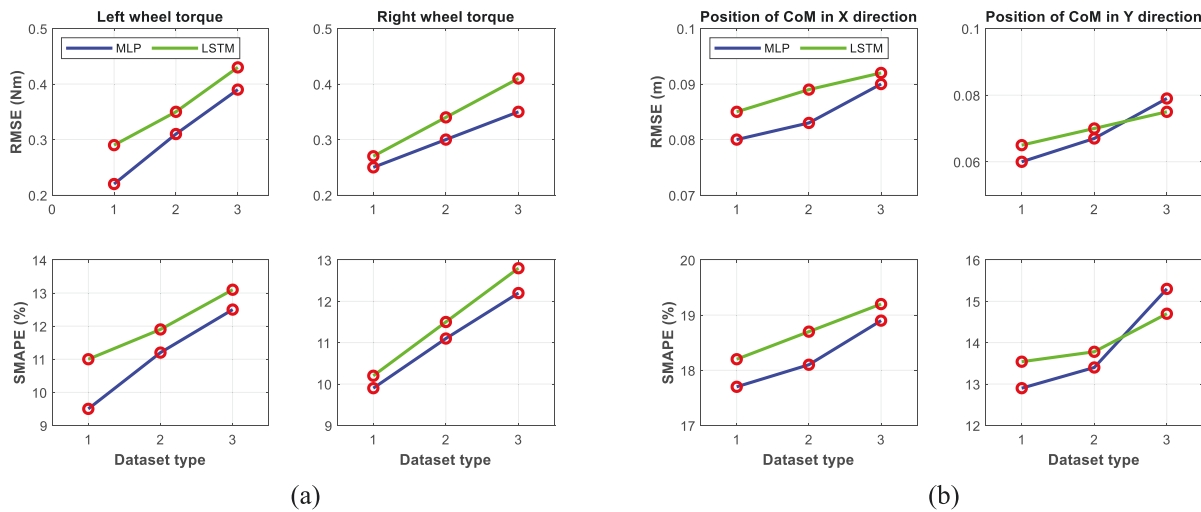 Left wheel torque
Right wheel torque
Position of CoM in X direction
Position of CoM in Y direction
MLP LSTM
MLP LSTM
RMSE (Nm)
0.5
0.4
0.3
0.2
0 1 2 3
0.5
0.4
0.3
0.2
1 2 3
RMSE (m)
0.1
0.09
0.08
0.07
1 2 3
0.1
0.08
0.06
1 2 3
SMAPE (%)
14
13
12
11
10
9
1 2 3
Dataset type
13
12
11
10
9
1 2 3
Dataset type
SMAPE (%)
20
19
18
17
1 2 3
Dataset type
16
15
14
13
12
1 2 3
Dataset type
(a)
(b)